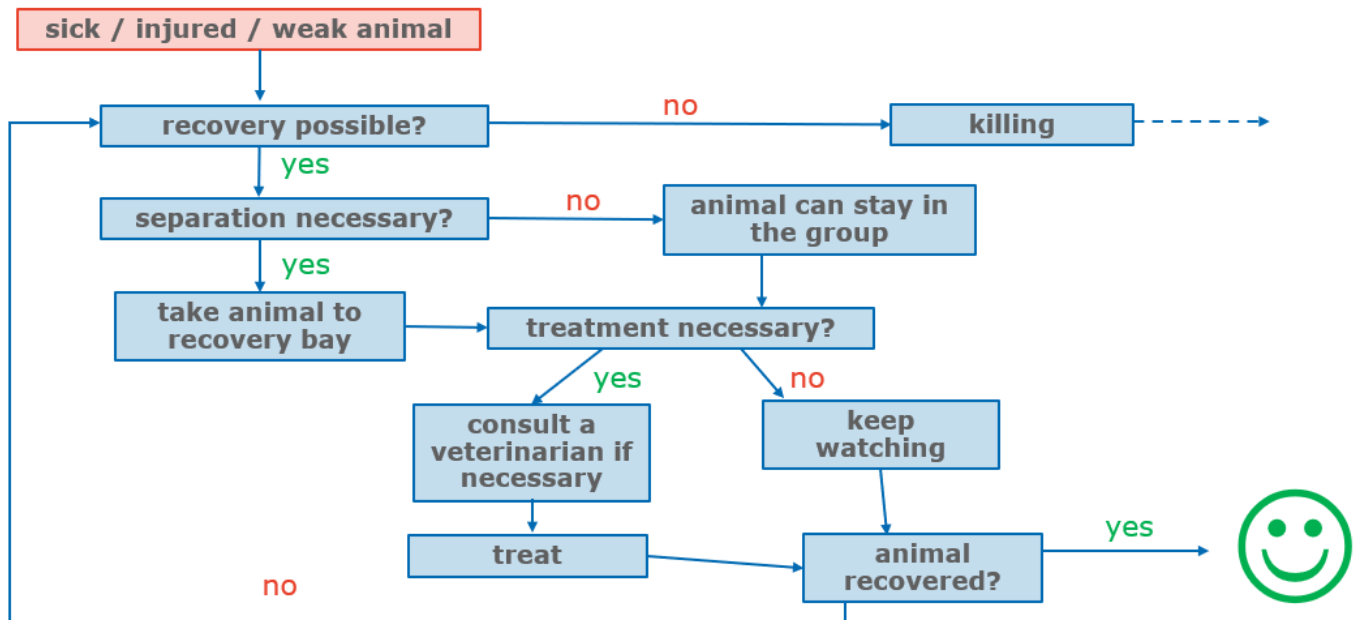 sick / injured / weak animal
recovery possible?
no
killing
yes
separation necessary?
no
animal can stay in
the group
yes
take animal to
recovery bay
treatment necessary?
yes
no
consult a
veterinarian if
necessary
keep
watching
treat
animal
recovered?
yes
no